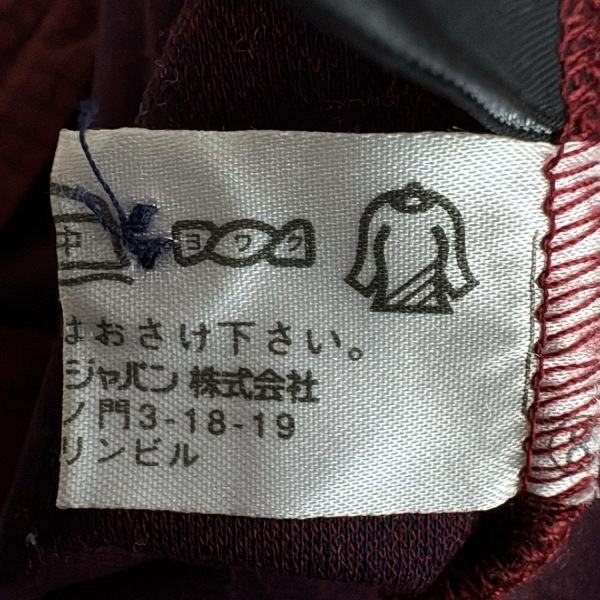 中 ヨワク
はおさけ下さい。
ジャパン株式会社
ノ門3-18-19
リンビル